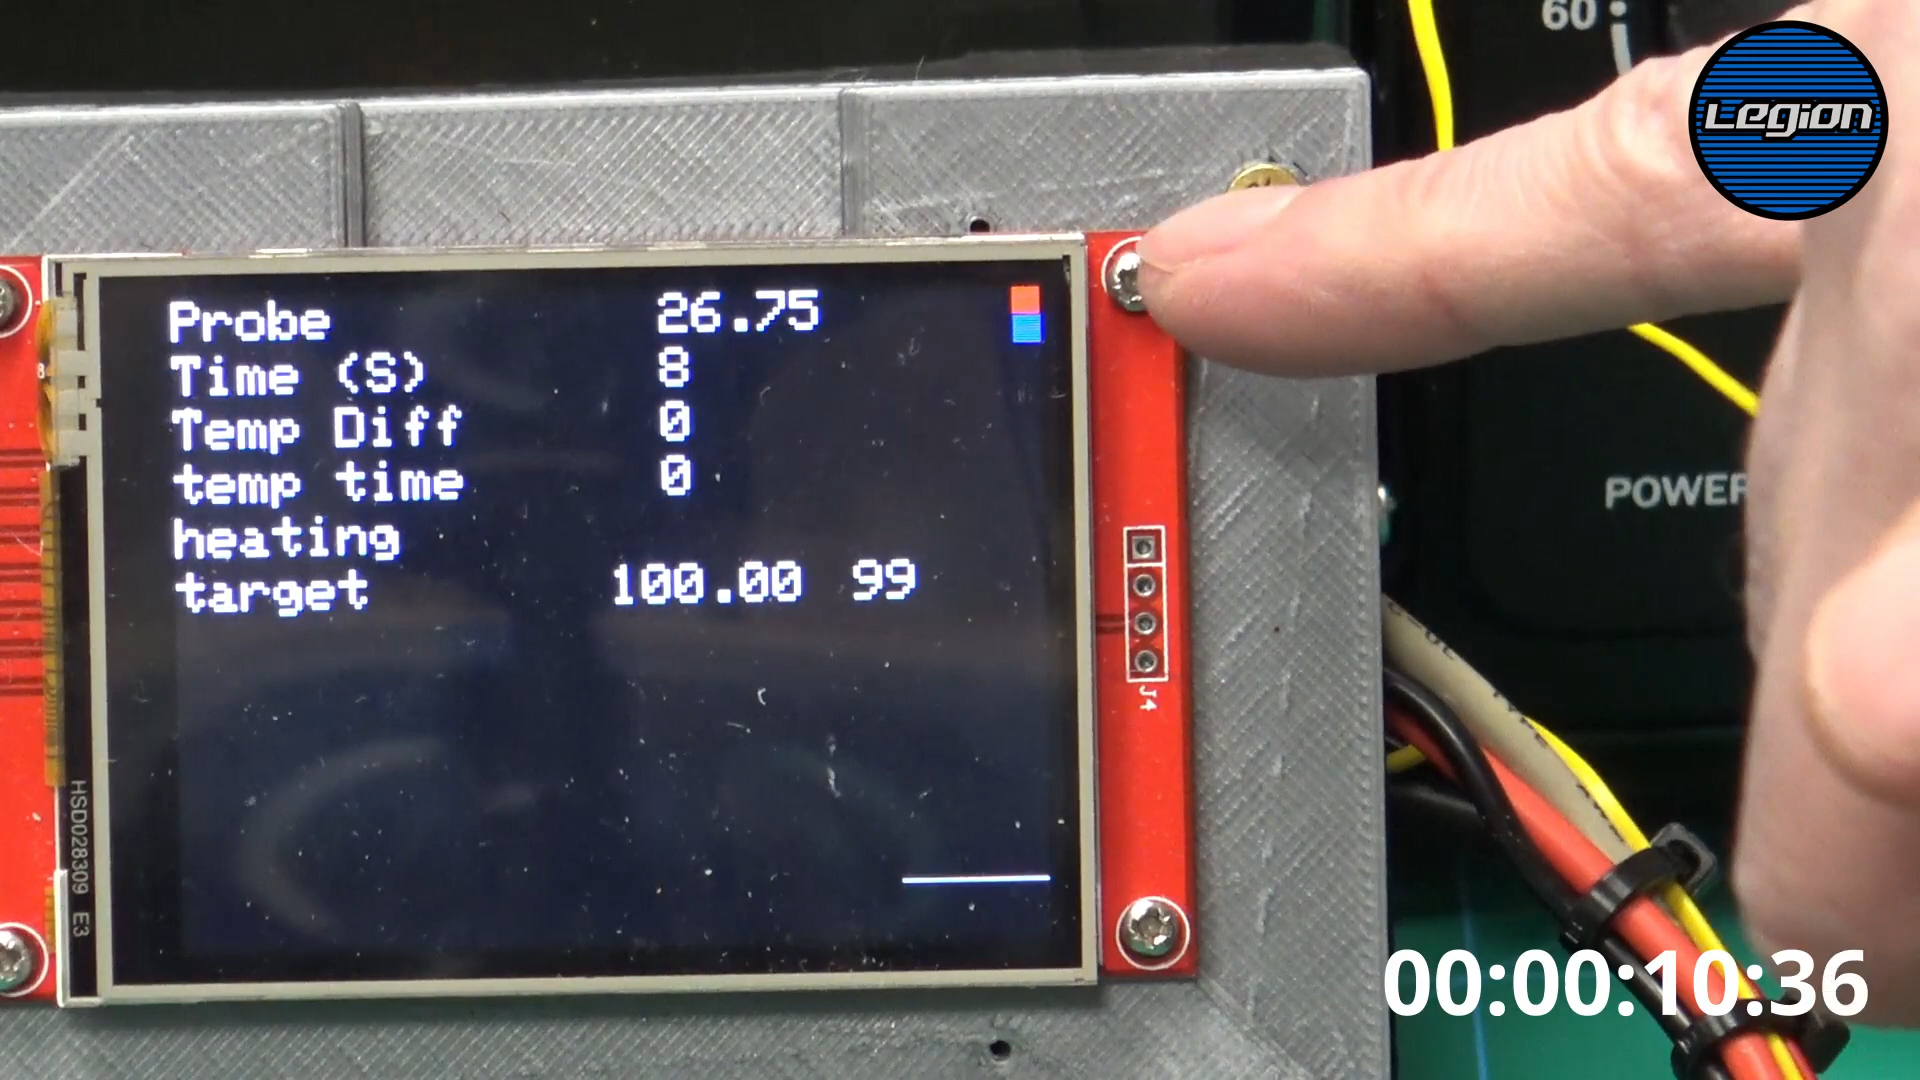 60
Legion
Probe 26.75
Time (S) 8
Temp Diff 0
temp time 0
heating
target 100.00 99
POWER
J4
HSD028309 E3
00:00:10:36